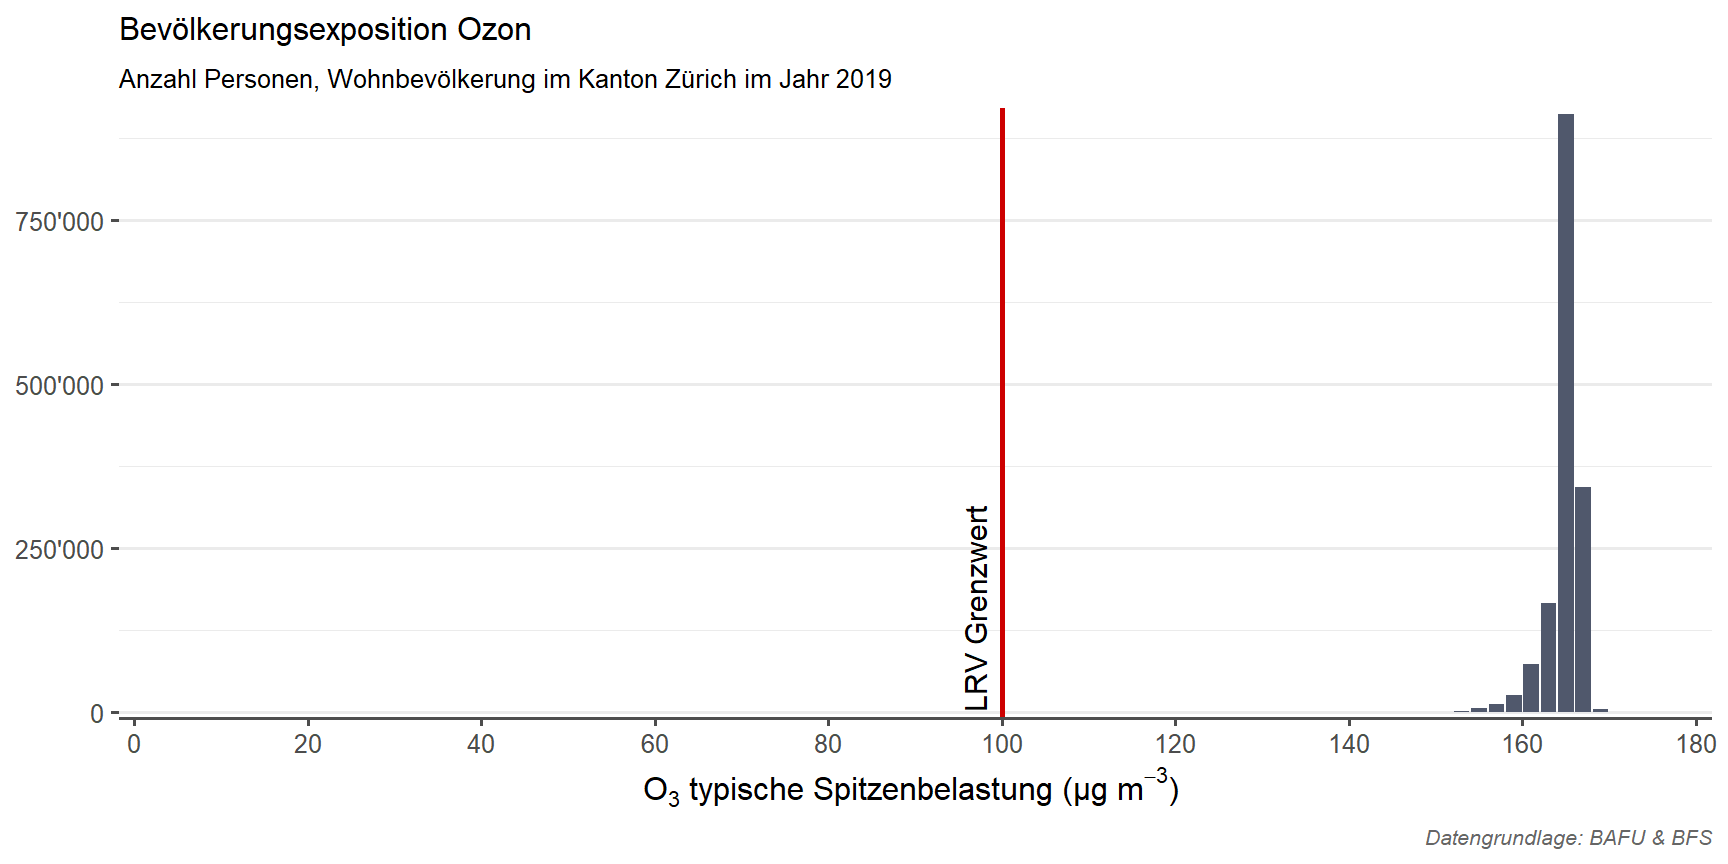 Bevölkerungsexposition Ozon
Anzahl Personen, Wohnbevölkerung im Kanton Zürich im Jahr 2019
750'000
500'000
250'000
0
LRV Grenzwert
0 20 40 60 80 100 120 140 160 180
O₃ typische Spitzenbelastung (µg m⁻³)
Datengrundlage: BAFU & BFS